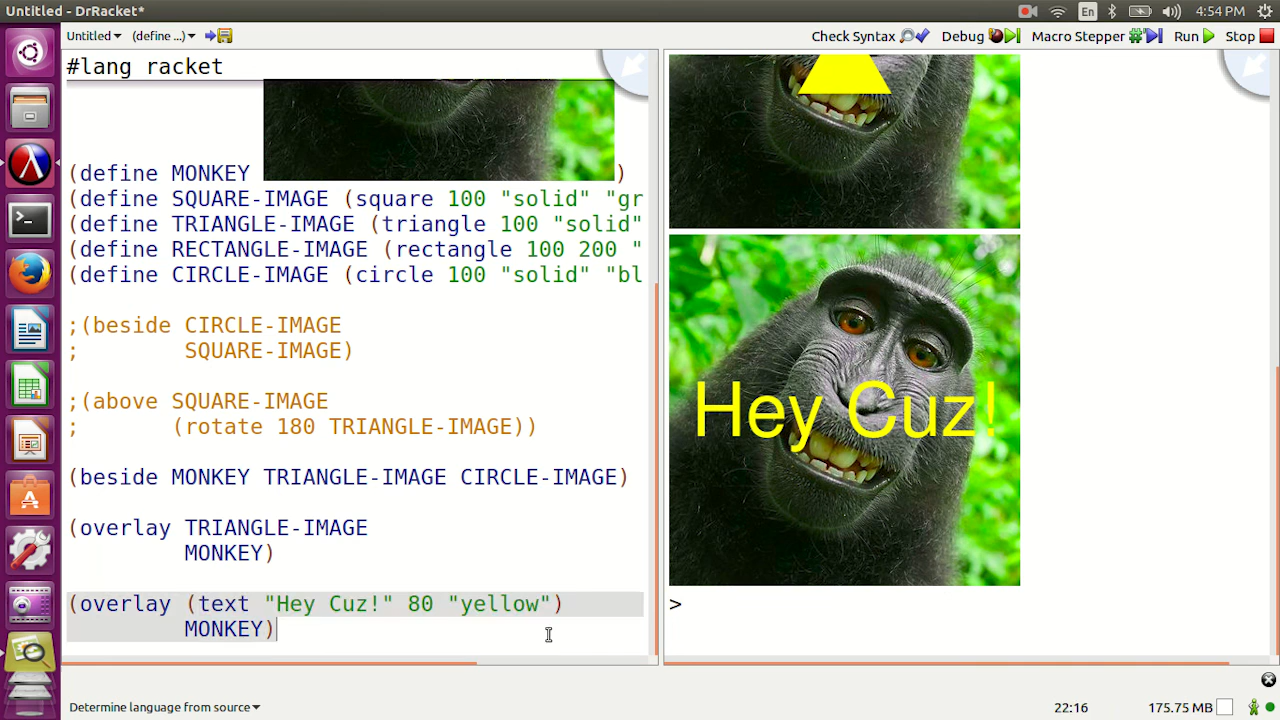 Untitled - DrRacket*
En
4:54 PM
Untitled
(define ...)
Check Syntax
Debug
Macro Stepper
Run
Stop
#lang racket
(define MONKEY )
(define SQUARE-IMAGE (square 100 "solid" "gr
(define TRIANGLE-IMAGE (triangle 100 "solid"
(define RECTANGLE-IMAGE (rectangle 100 200 "
(define CIRCLE-IMAGE (circle 100 "solid" "bl
;(beside CIRCLE-IMAGE
;        SQUARE-IMAGE)
;(above SQUARE-IMAGE
;       (rotate 180 TRIANGLE-IMAGE))
(beside MONKEY TRIANGLE-IMAGE CIRCLE-IMAGE)
(overlay TRIANGLE-IMAGE
         MONKEY)
(overlay (text "Hey Cuz!" 80 "yellow")
         MONKEY)
Hey Cuz!
>
Determine language from source
22:16
175.75 MB